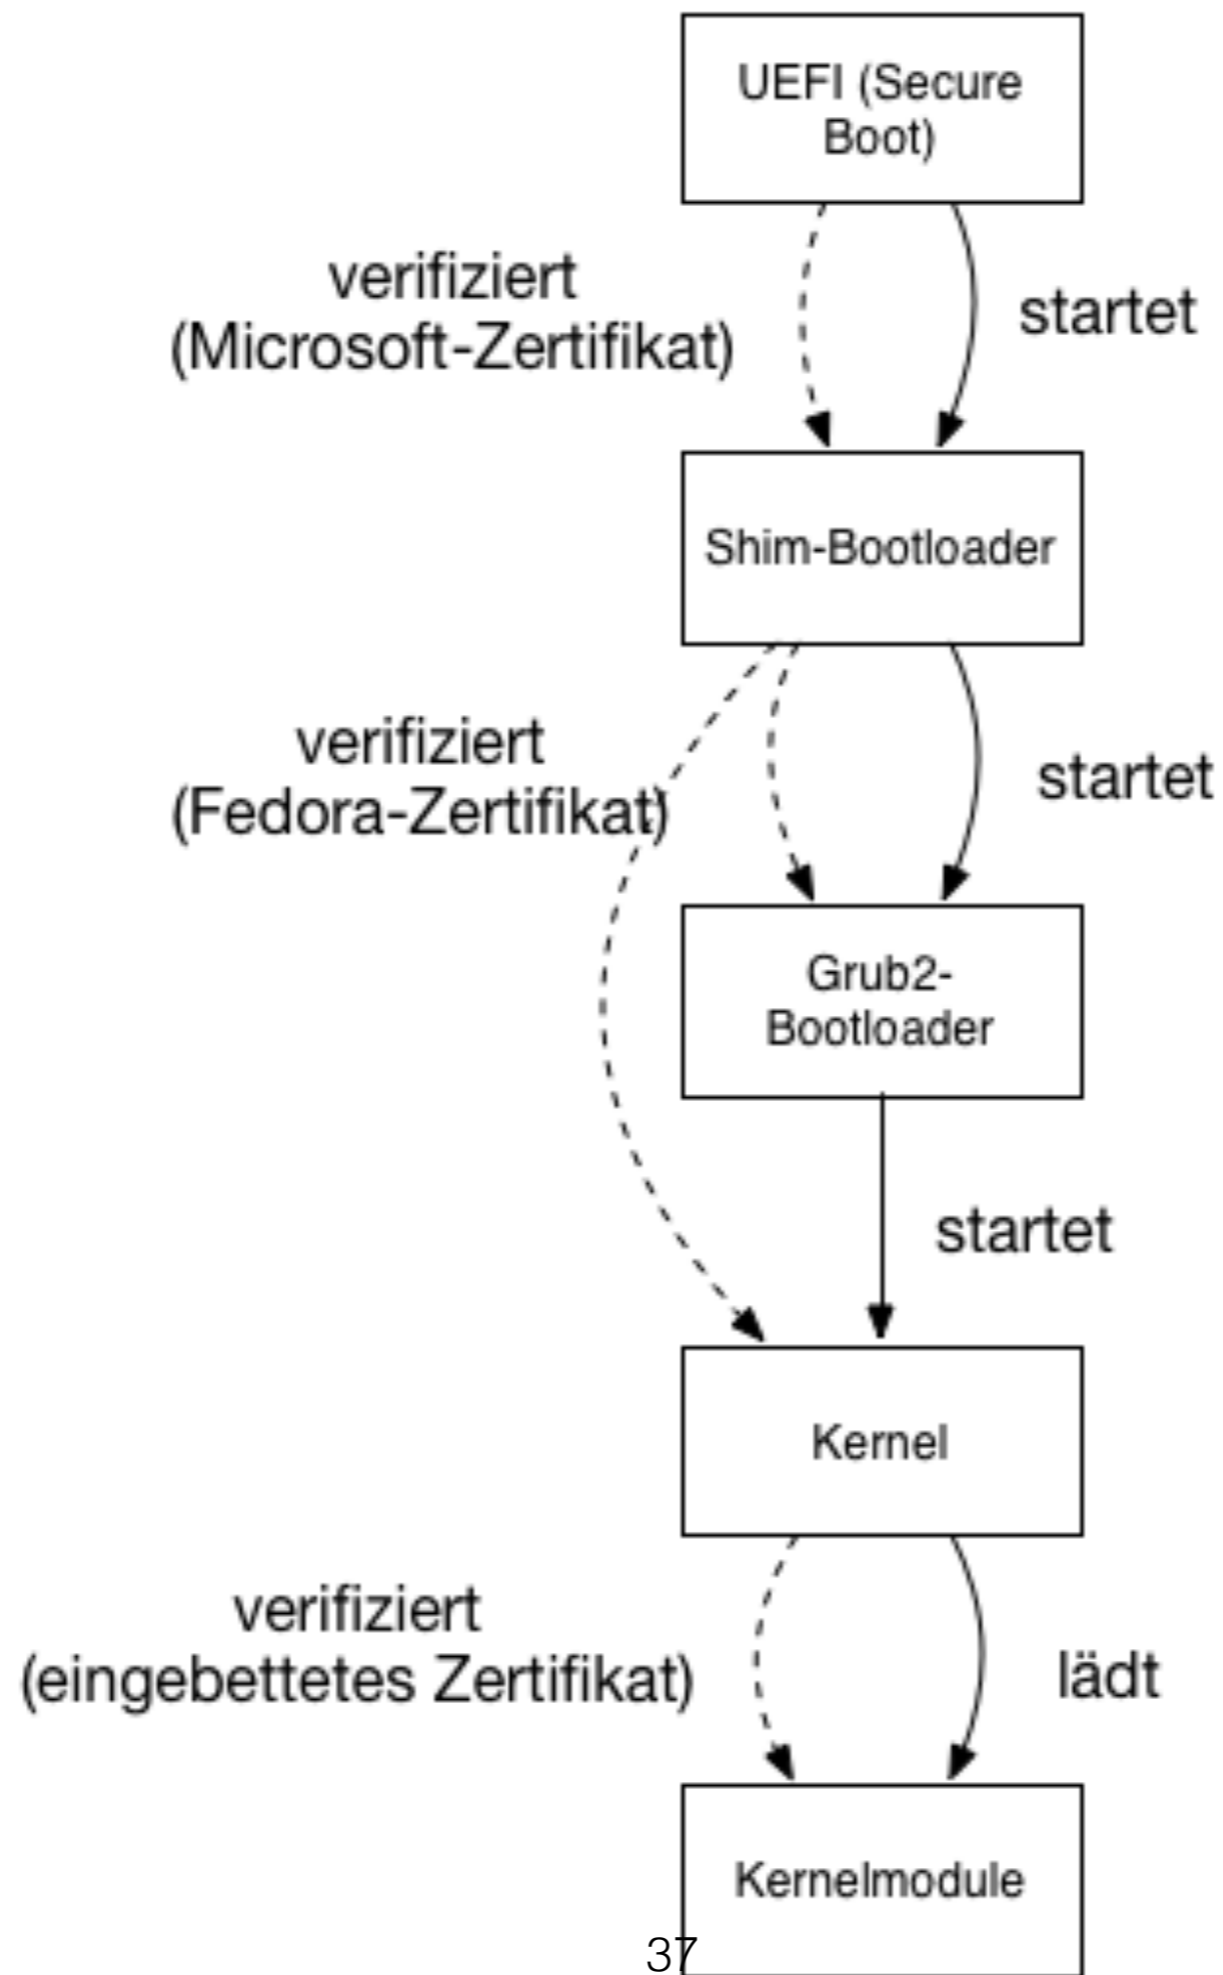 UEFI (Secure
Boot)
verifiziert
(Microsoft-Zertifikat)
startet
Shim-Bootloader
verifiziert
(Fedora-Zertifikat)
startet
Grub2-
Bootloader
startet
Kernel
verifiziert
(eingebettetes Zertifikat)
lädt
Kernelmodule
37